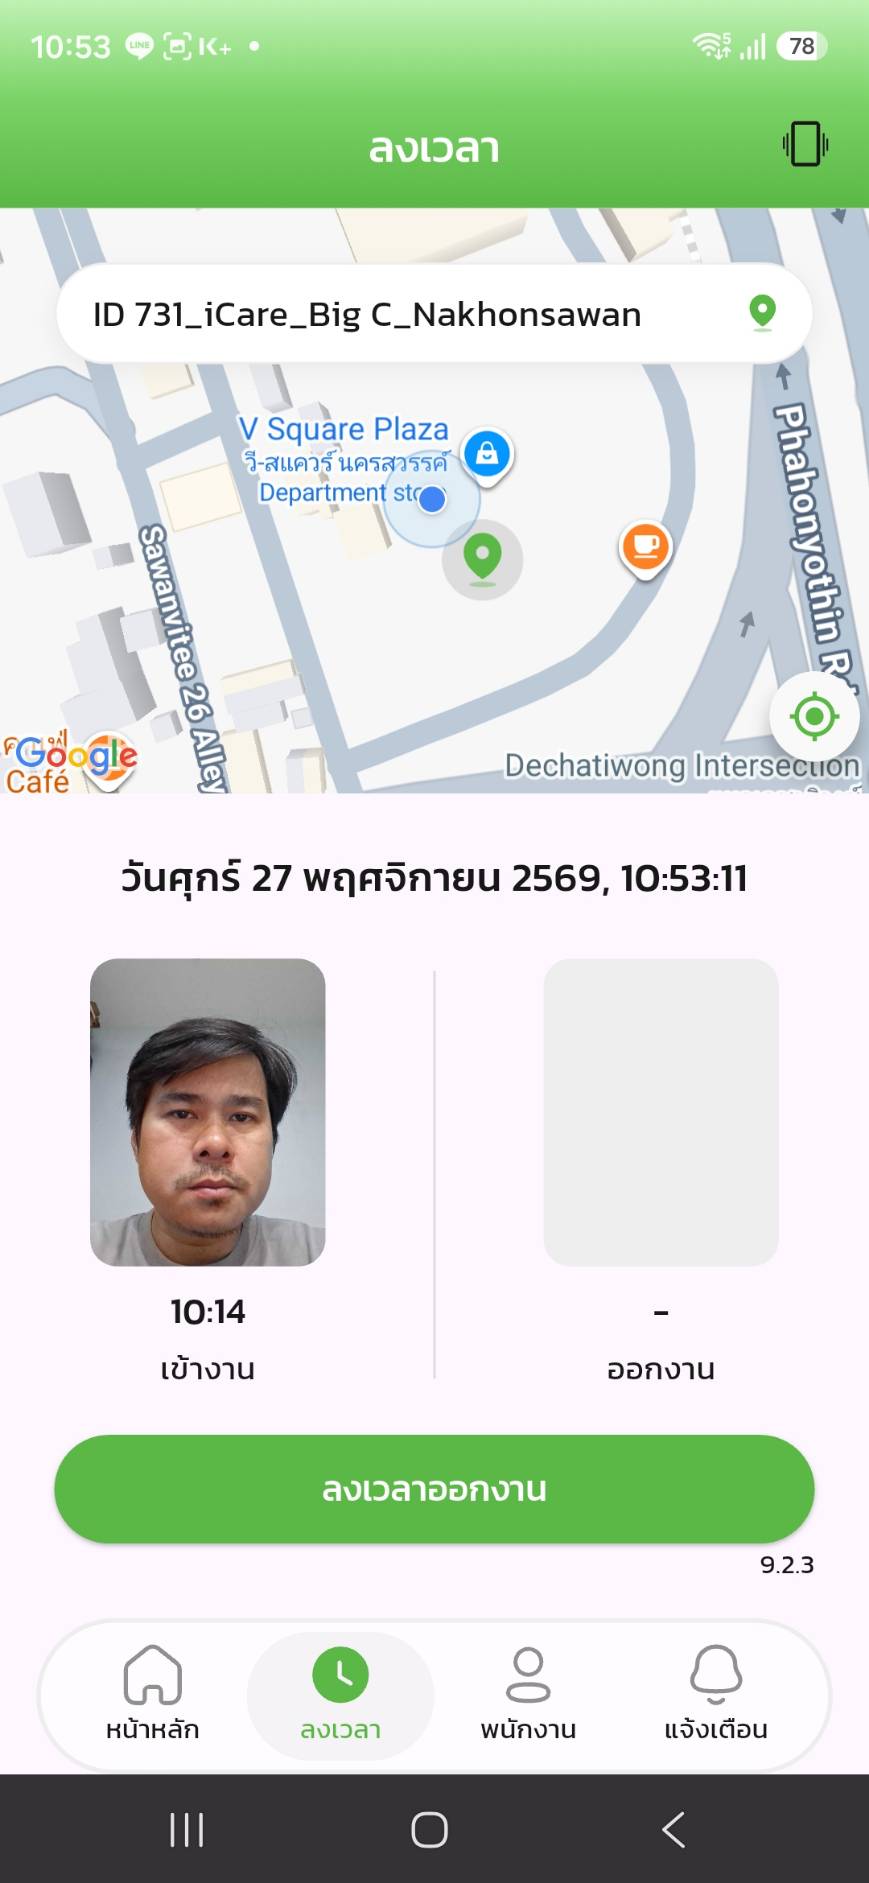 10:53 LINE K+ 5 78
ลงเวลา
ID 731_iCare_Big C_Nakhonsawan
V Square Plaza
วี-สแควร์ นครสวรรค์
Department sto
Phahonyothin Rd
Sawanvitee 26 Alley
Google
Café
Dechatiwong Intersection
วันศุกร์ 27 พฤศจิกายน 2569, 10:53:11
10:14
-
เข้างาน
ออกงาน
ลงเวลาออกงาน
9.2.3
หน้าหลัก
ลงเวลา
พนักงาน
แจ้งเตือน